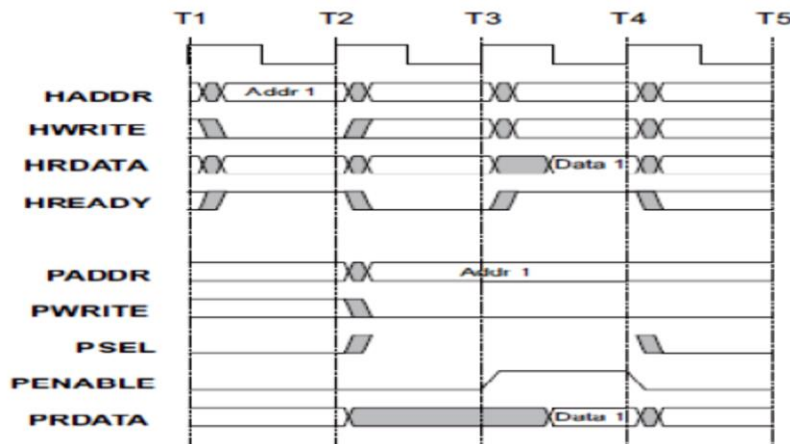 T1 T2 T3 T4 T5
HADDR Addr 1
HWRITE
HRDATA Data 1
HREADY
PADDR Addr 1
PWRITE
PSEL
PENABLE
PRDATA Data 1